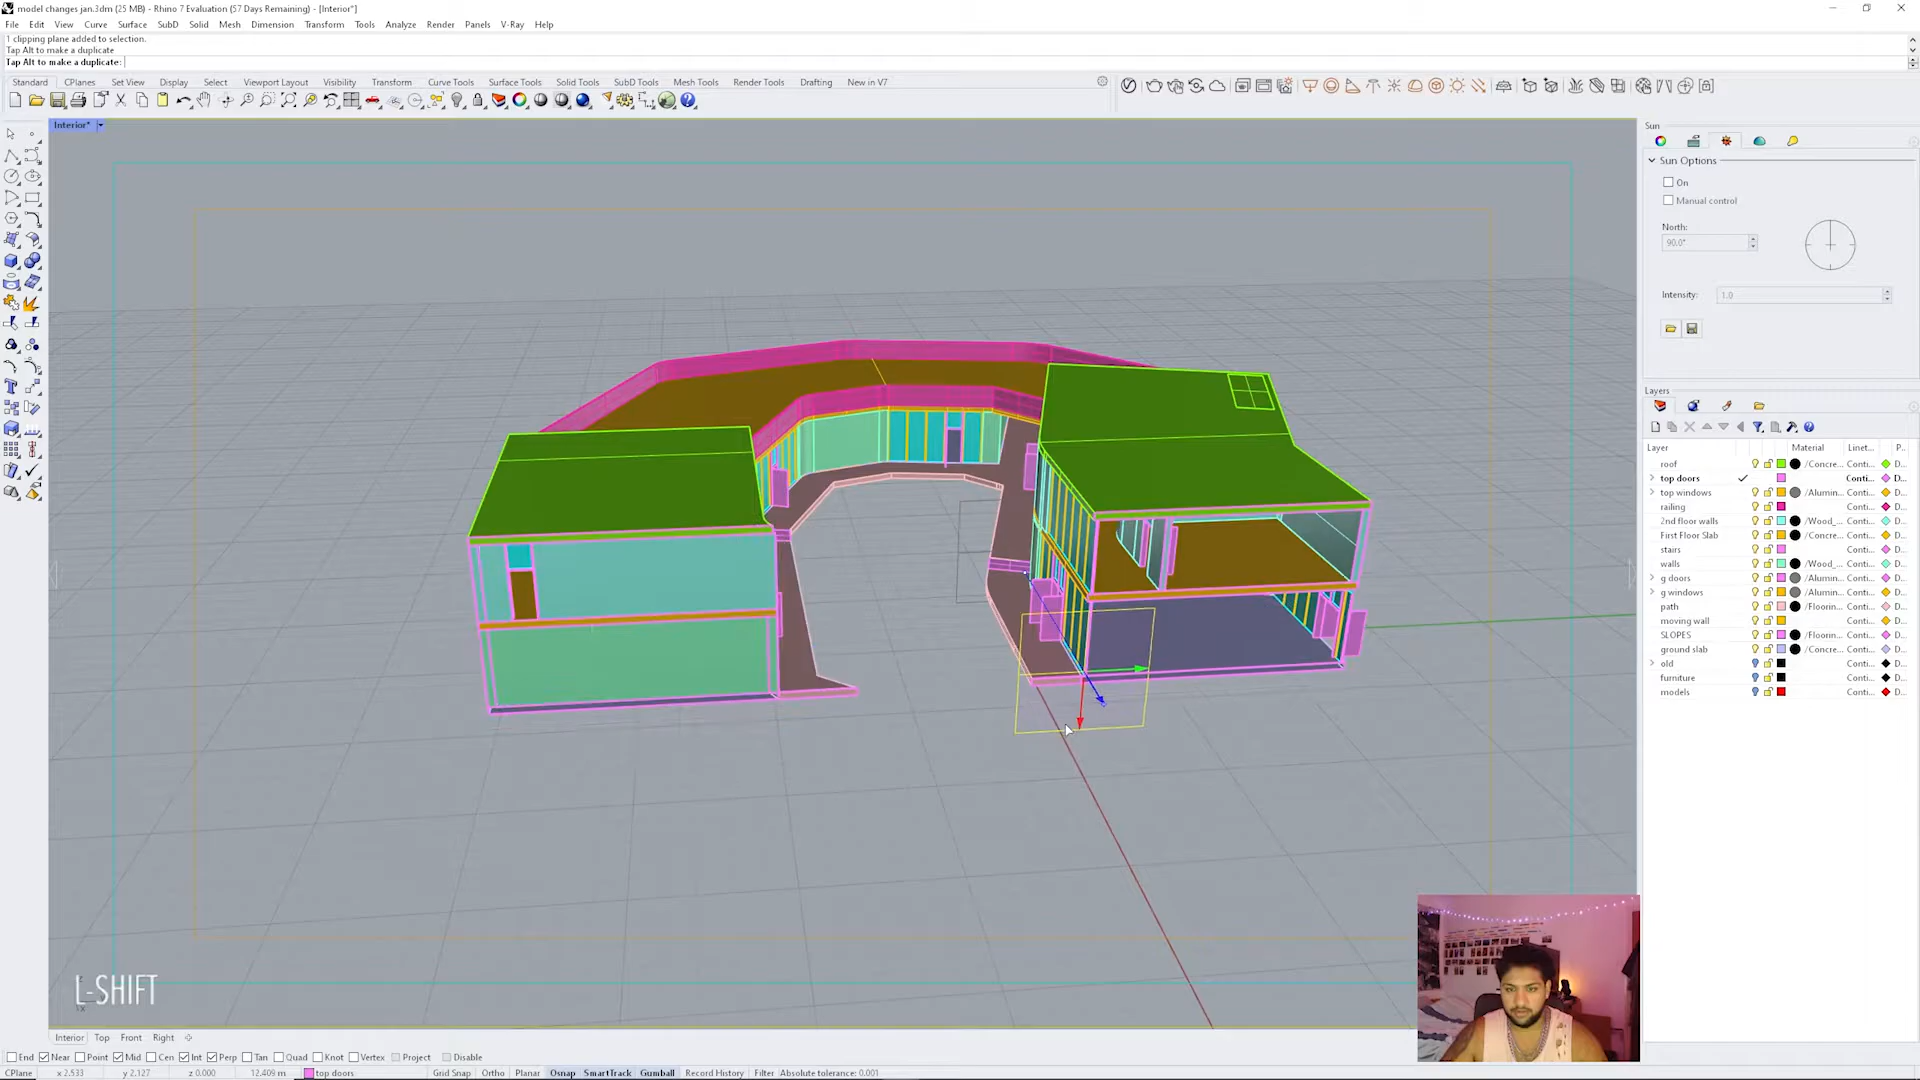 model changes jan.3dm (25 MB) - Rhino 7 Evaluation (57 Days Remaining) - [Interior*]
File Edit View Curve Surface SubD Solid Mesh Dimension Transform Tools Analyze Render Panels V-Ray Help
1 clipping plane added to selection.
Tap Alt to make a duplicate
Tap Alt to make a duplicate:
Standard CPlanes Set View Display Select Viewport Layout Visibility Transform Curve Tools Surface Tools Solid Tools SubD Tools Mesh Tools Render Tools Drafting New in V7
Interior*
Sun
Sun Options
On
Manual control
North:
90.0°
Intensity: 1.0
Layers
Layer Material Linet... P...
roof /Concre... Conti... D...
top doors Conti... D...
top windows /Alumin... Conti... D...
railing Conti... D...
2nd floor walls /Wood_... Conti... D...
First Floor Slab /Concre... Conti... D...
stairs Conti... D...
walls /Wood_... Conti... D...
g doors /Alumin... Conti... D...
g windows /Alumin... Conti... D...
path /Floorin... Conti... D...
moving wall Conti... D...
SLOPES /Floorin... Conti... D...
ground slab /Concre... Conti... D...
old Conti... D...
furniture Conti... D...
models Conti... D...
L-SHIFT
Interior Top Front Right
End Near Point Mid Cen Int Perp Tan Quad Knot Vertex Project Disable
CPlane x 2.533 y 2.127 z 0.000 12.409 m top doors Grid Snap Ortho Planar Osnap SmartTrack Gumball Record History Filter Absolute tolerance: 0.001